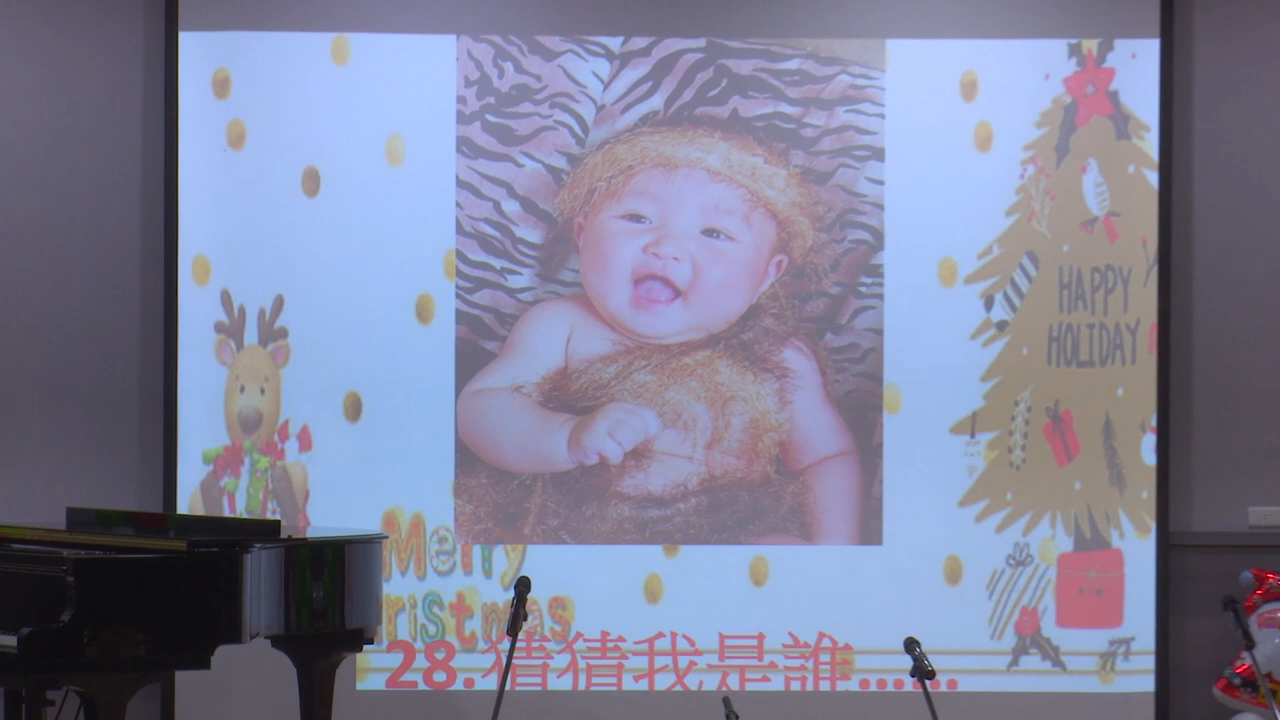 HAPPY
HOLIDAY
Merry
Christmas
28.猜猜我是誰......